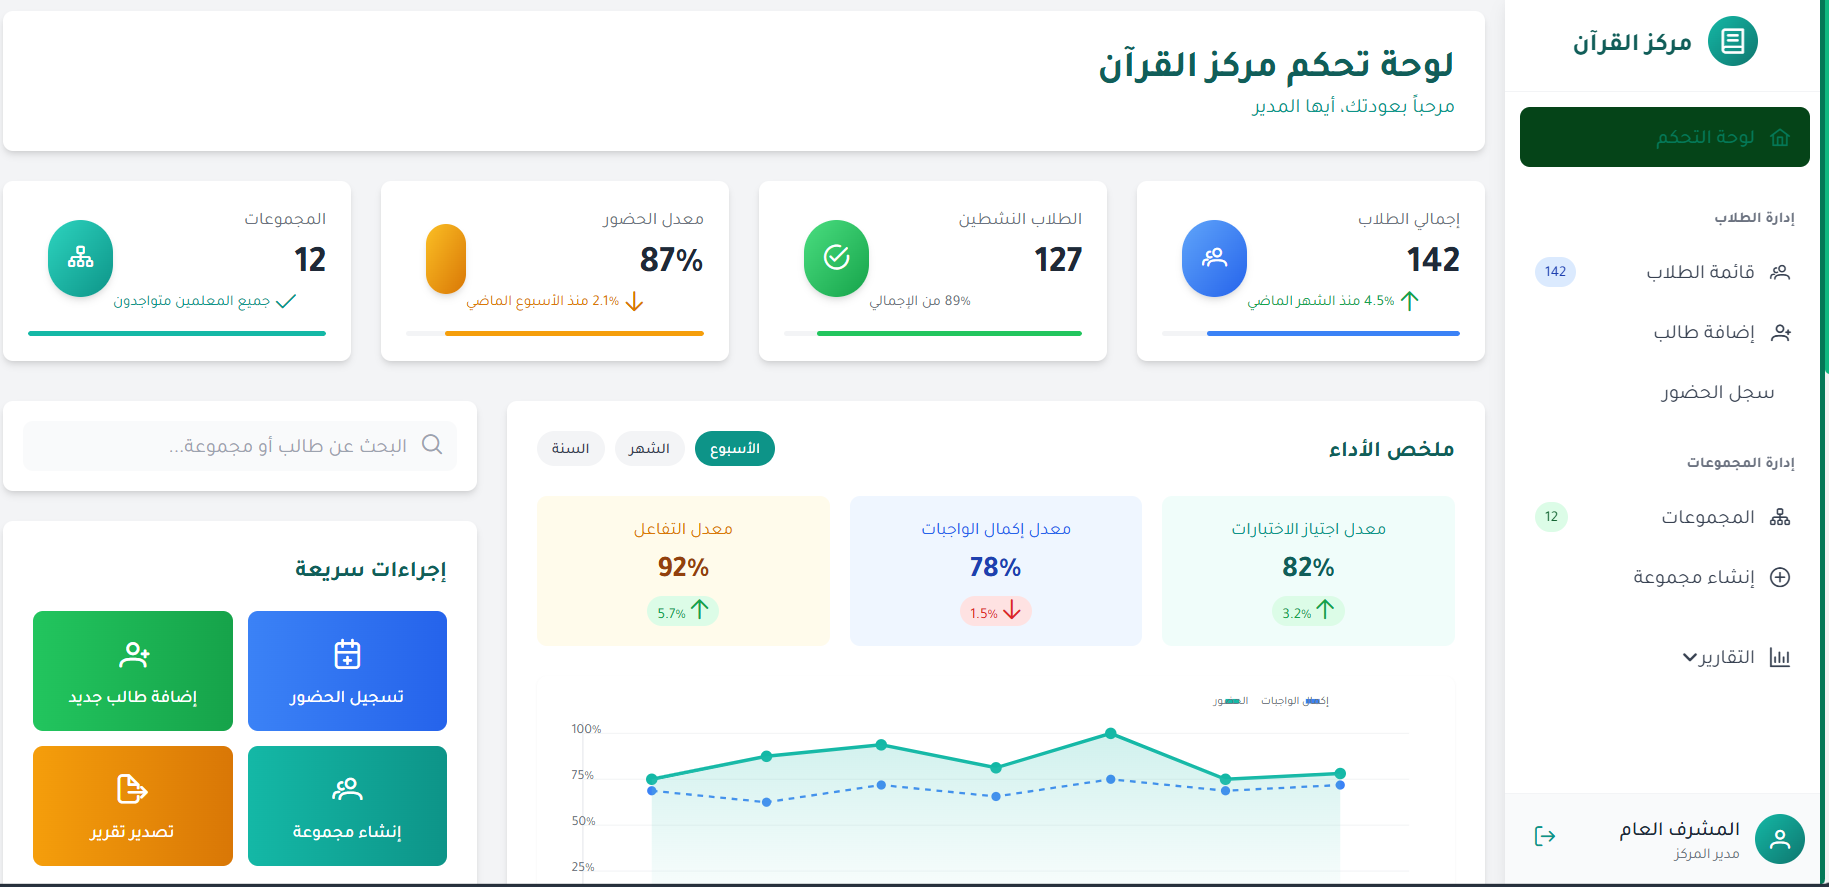 مركز القرآن
لوحة التحكم
إدارة الطلاب
قائمة الطلاب 142
إضافة طالب
سجل الحضور
إدارة المجموعات
المجموعات 12
إنشاء مجموعة
التقارير
المشرف العام
مدير المركز
لوحة تحكم مركز القرآن
مرحباً بعودتك، أيها المدير
إجمالي الطلاب
142
4.5% منذ الشهر الماضي
الطلاب النشطين
127
89% من الإجمالي
معدل الحضور
87%
2.1% منذ الأسبوع الماضي
المجموعات
12
جميع المعلمين متواجدون
ملخص الأداء
الأسبوع
الشهر
السنة
معدل اجتياز الاختبارات
82%
3.2%
معدل إكمال الواجبات
78%
1.5%
معدل التفاعل
92%
5.7%
إكمال الواجبات
الحضور
100%
75%
50%
25%
البحث عن طالب أو مجموعة...
إجراءات سريعة
تسجيل الحضور
إضافة طالب جديد
إنشاء مجموعة
تصدير تقرير